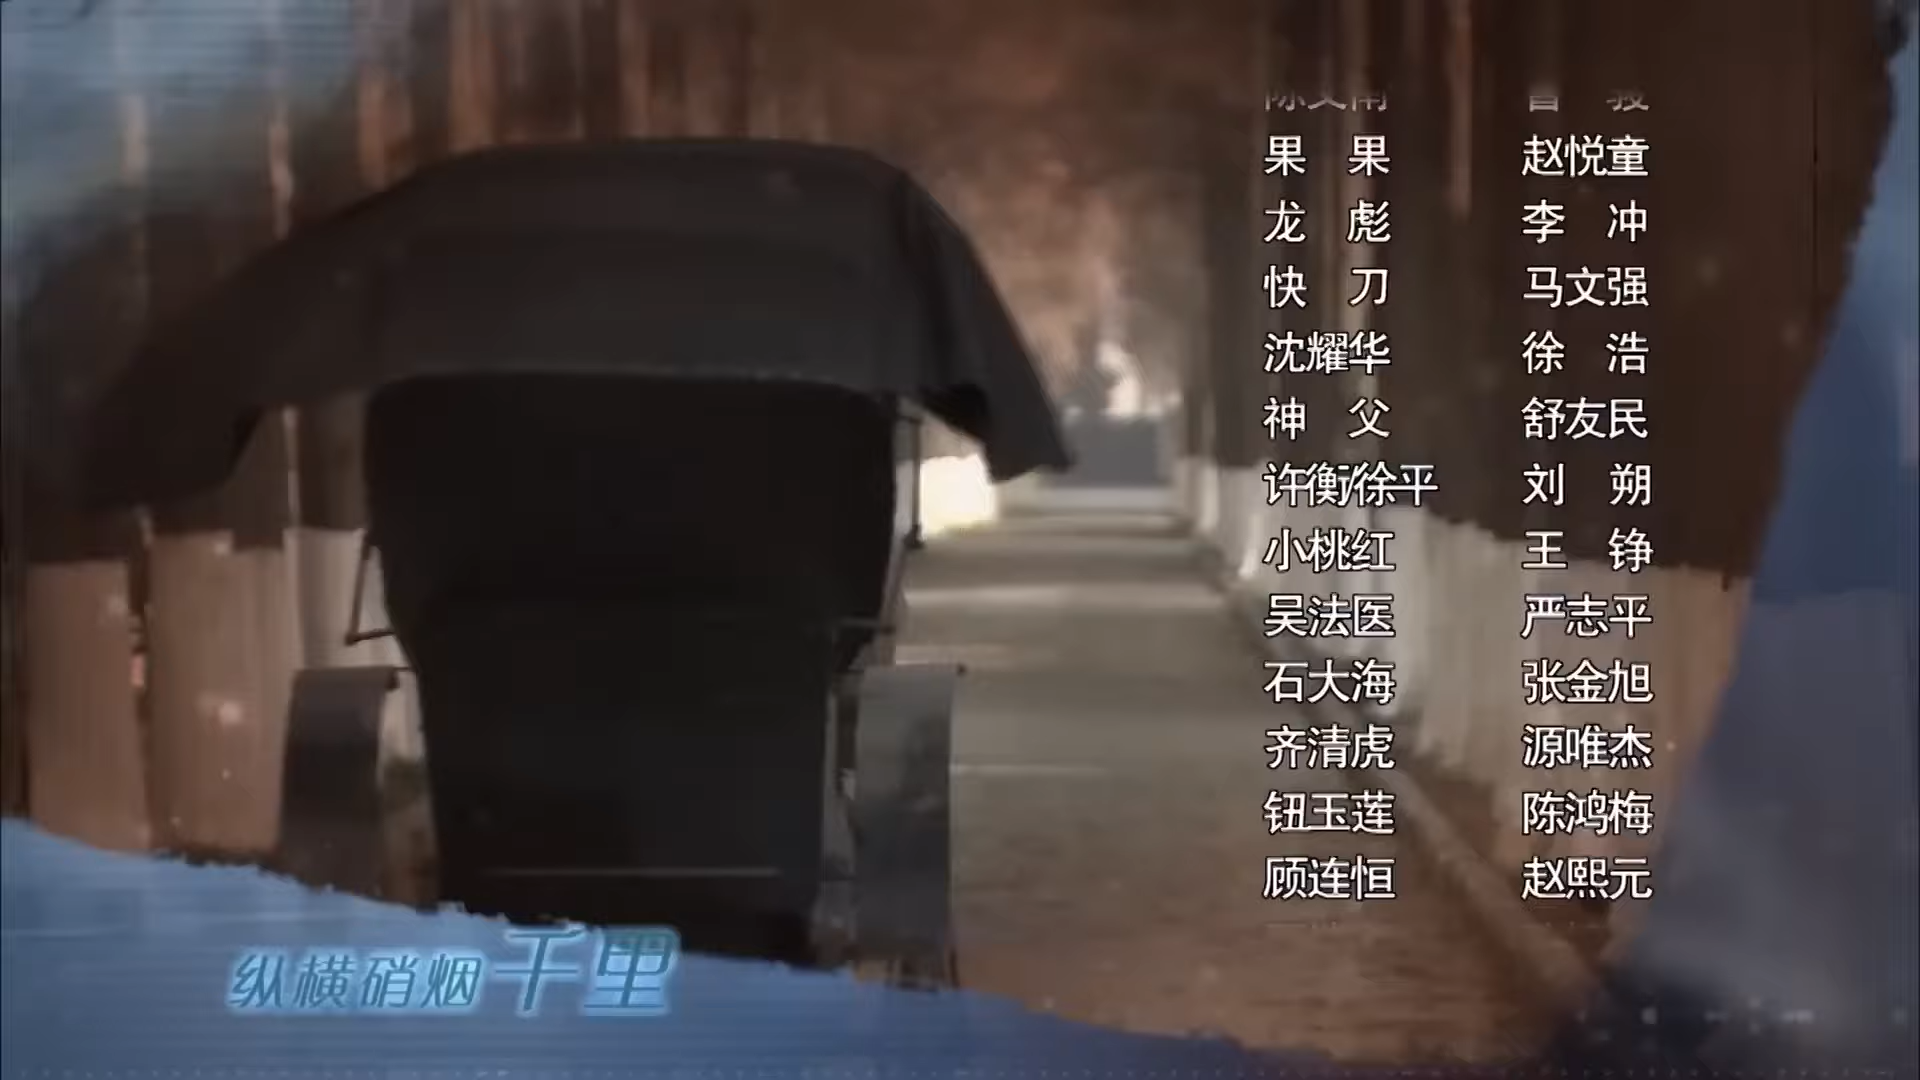 果 果 赵悦童
龙 彪 李 冲
快 刀 马文强
沈耀华 徐 浩
神 父 舒友民
许衡/徐平 刘 朔
小桃红 王 铮
吴法医 严志平
石大海 张金旭
齐清虎 源唯杰
钮玉莲 陈鸿梅
顾连恒 赵熙元
纵横硝烟千里